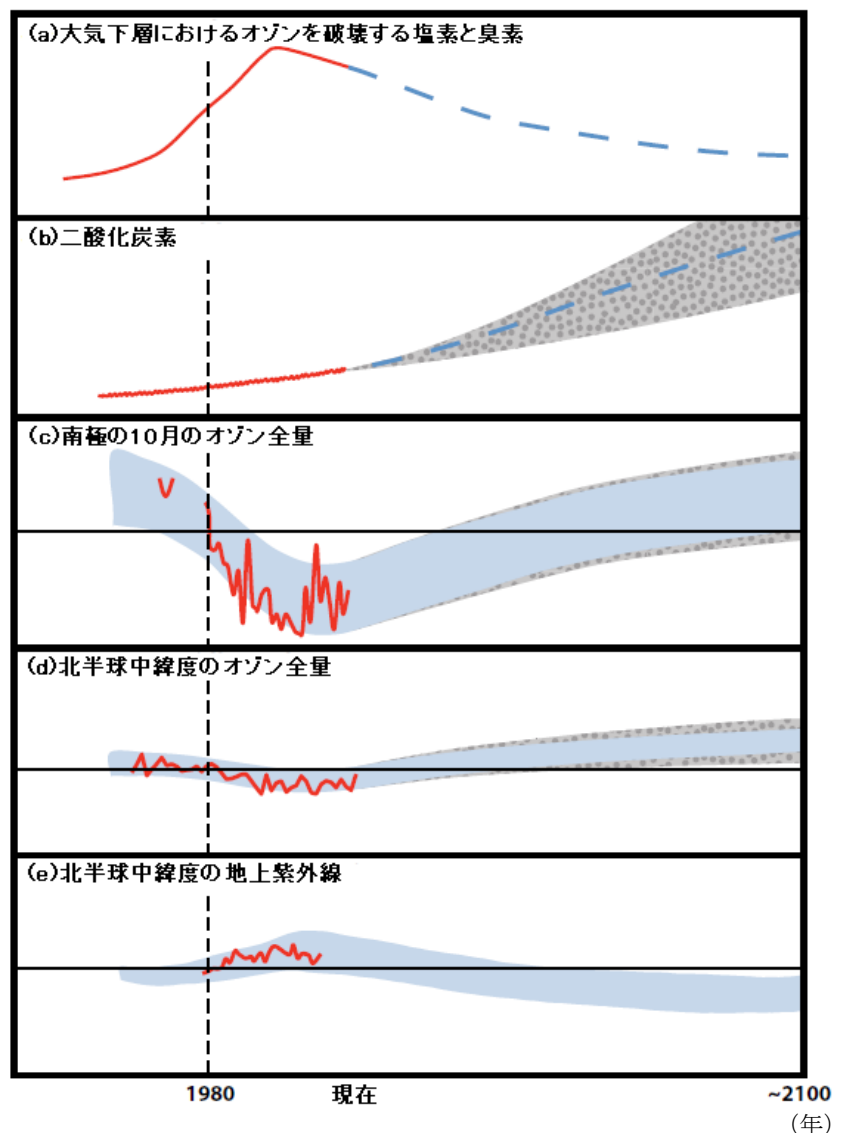 (a)大気下層におけるオゾンを破壊する塩素と臭素
(b)二酸化炭素
(c)南極の10月のオゾン全量
(d)北半球中緯度のオゾン全量
(e)北半球中緯度の地上紫外線
1980 現在 ~2100
(年)